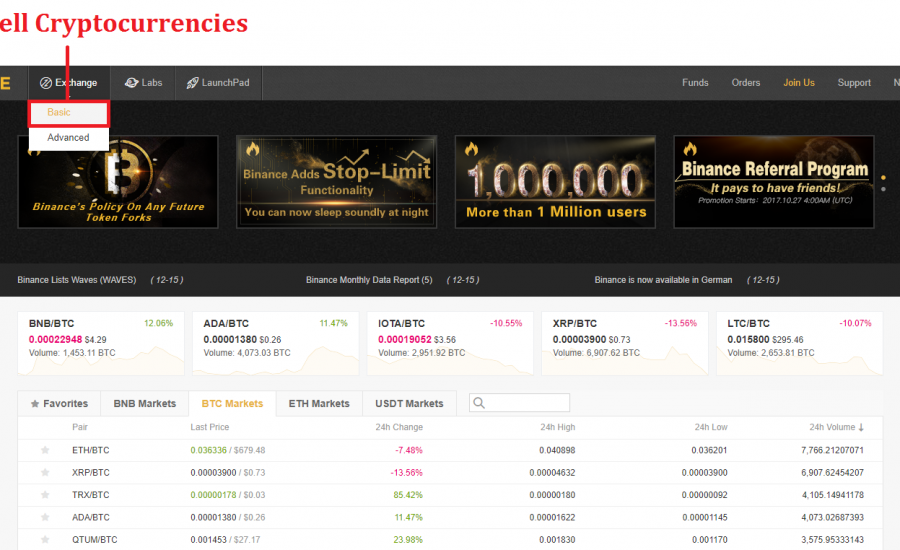 ell Cryptocurrencies
E Exchange Labs LaunchPad Funds Orders Join Us Support N
Basic
Advanced
Binance's Policy On Any Future
Token Forks
Binance Adds Stop-Limit
Functionality
You can now sleep soundly at night
1,000,000
More than 1 Million users
Binance Referral Program
It pays to have friends!
Promotion Starts: 2017.10.27 4:00AM (UTC)
Binance Lists Waves (WAVES) (12-15) Binance Monthly Data Report (5) (12-15) Binance is now available in German (12-15)
BNB/BTC 12.06%
0.00022948 $4.29
Volume: 1,453.11 BTC
ADA/BTC 11.47%
0.00001380 $0.26
Volume: 4,073.03 BTC
IOTA/BTC -10.55%
0.00019052 $3.56
Volume: 2,951.92 BTC
XRP/BTC -13.56%
0.00003900 $0.73
Volume: 6,907.62 BTC
LTC/BTC -10.07%
0.015800 $295.46
Volume: 2,653.81 BTC
Favorites BNB Markets BTC Markets ETH Markets USDT Markets
Pair Last Price 24h Change 24h High 24h Low 24h Volume
ETH/BTC 0.036336 / $679.48 -7.48% 0.040898 0.036201 7,766.21207071
XRP/BTC 0.00003900 / $0.73 -13.56% 0.00004632 0.00003900 6,907.62454207
TRX/BTC 0.00000178 / $0.03 85.42% 0.00000180 0.00000092 4,105.14941178
ADA/BTC 0.00001380 / $0.26 11.47% 0.00001622 0.00001145 4,073.02687393
QTUM/BTC 0.001453 / $27.17 23.98% 0.001830 0.001170 3,575.95333143